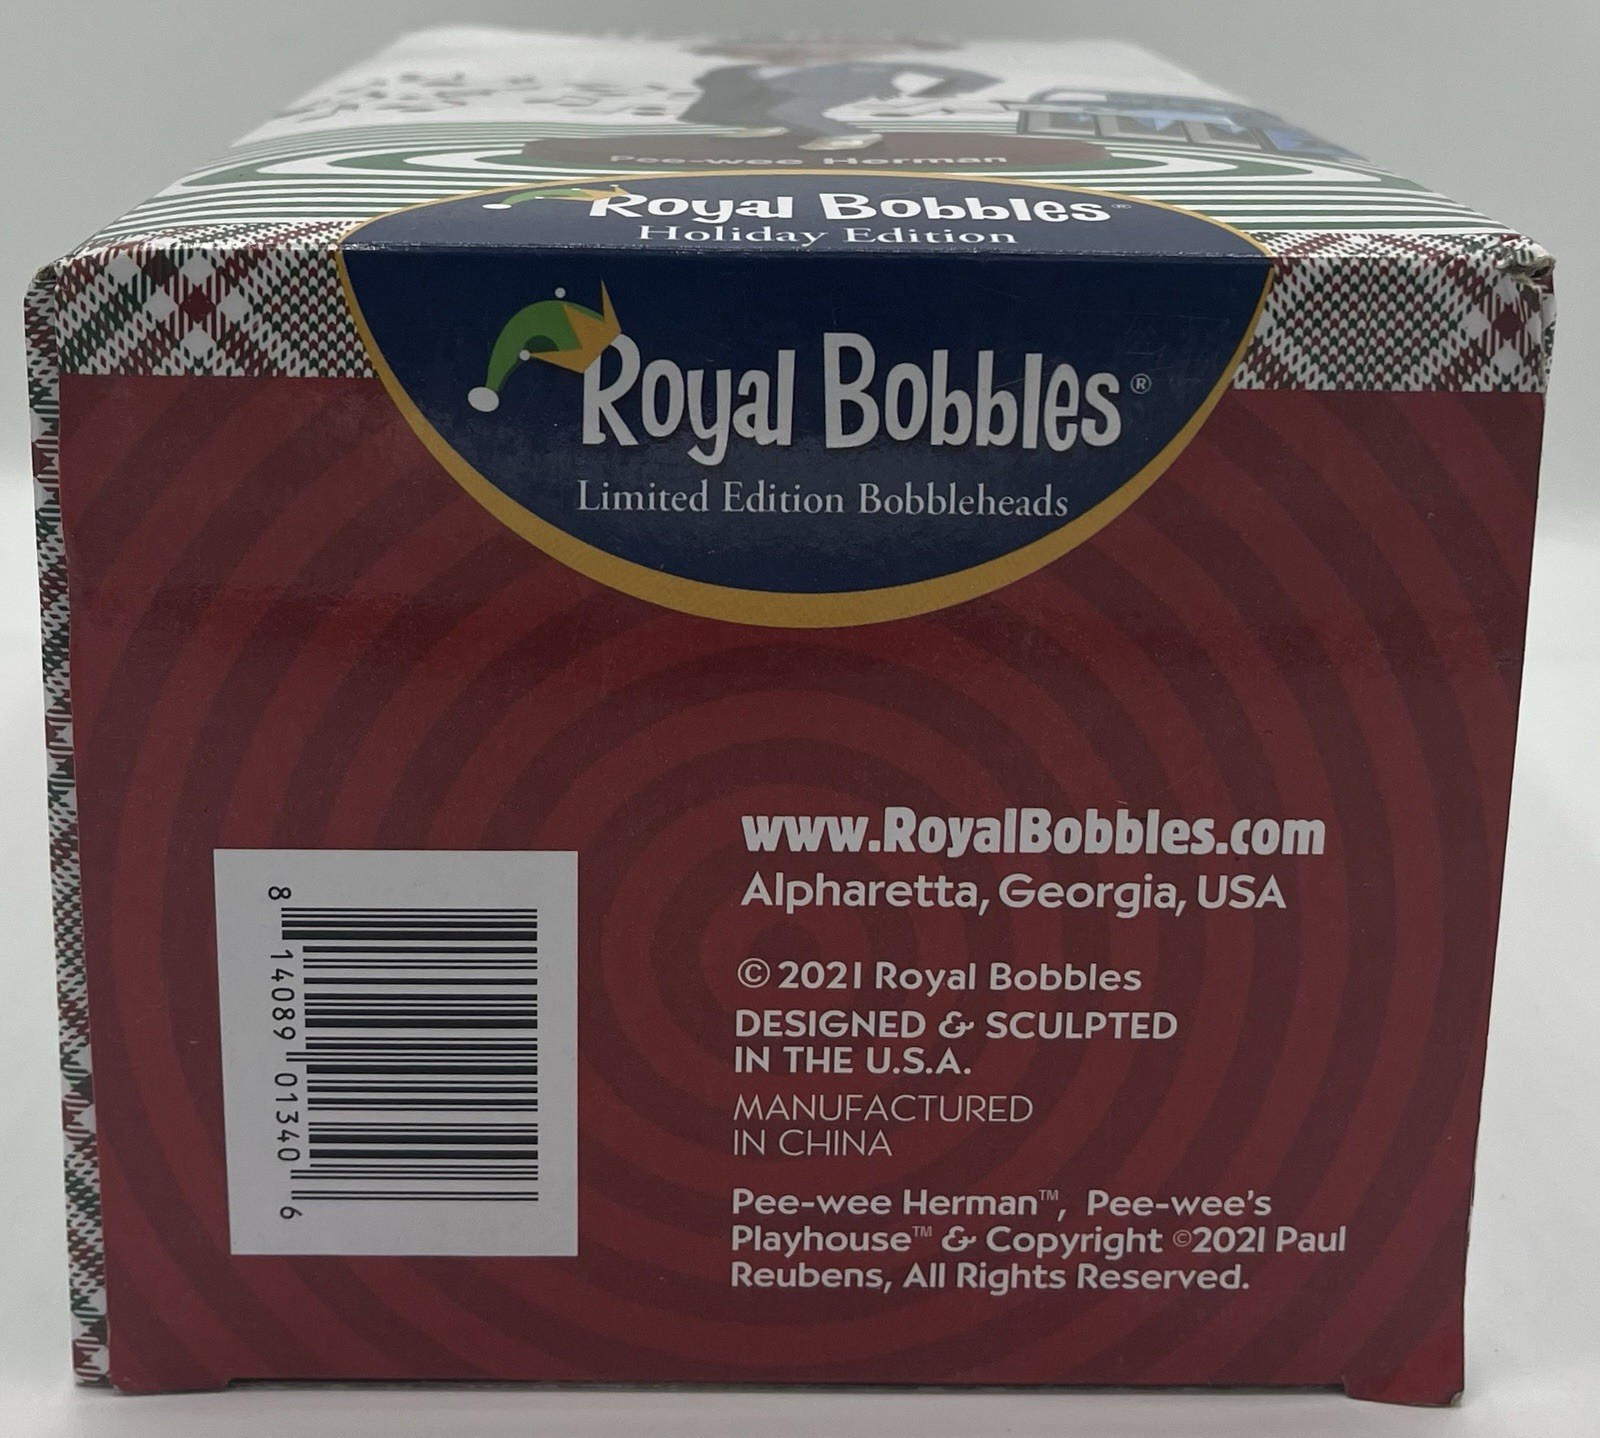 Pee-wee Herman
Royal Bobbles®
Holiday Edition
Royal Bobbles®
Limited Edition Bobbleheads
www.RoyalBobbles.com
Alpharetta, Georgia, USA
© 2021 Royal Bobbles
DESIGNED & SCULPTED
IN THE U.S.A.
MANUFACTURED
IN CHINA
Pee-wee Herman™, Pee-wee's
Playhouse™ & Copyright ©2021 Paul
Reubens, All Rights Reserved.
8 14089 01340 6